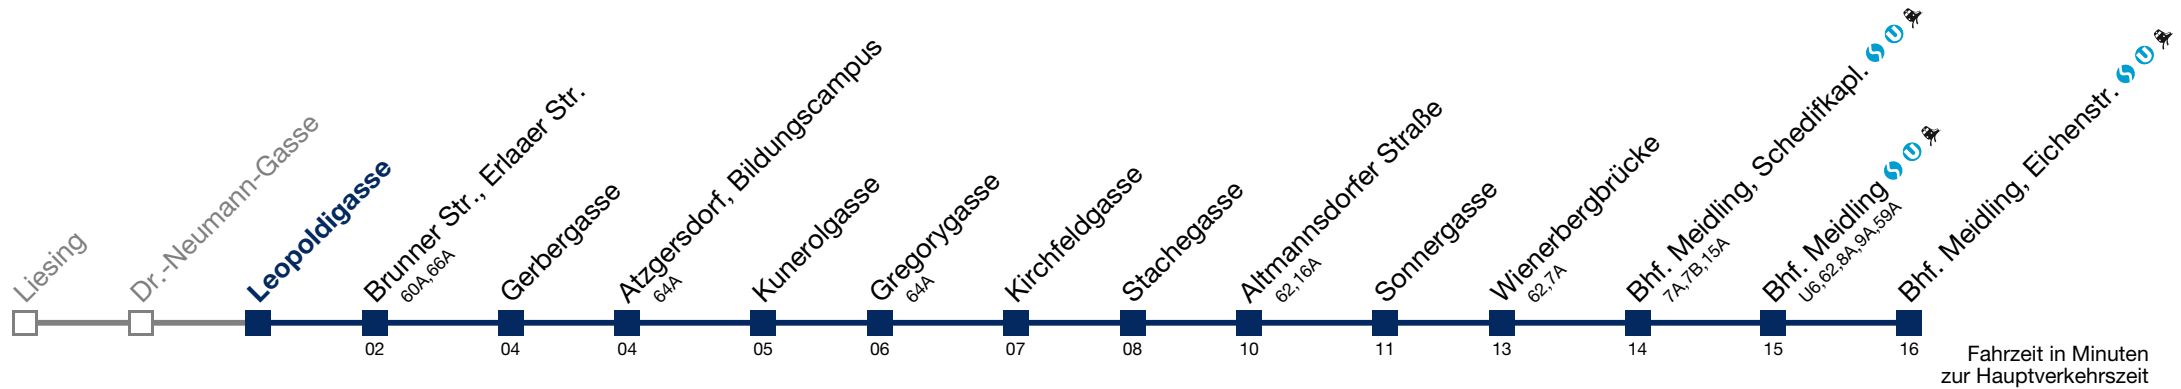 Liesing
Dr.-Neumann-Gasse
Leopoldigasse
Brunner Str., Erlaaer Str.
60A,66A
Gerbergasse
Atzgersdorf, Bildungscampus
64A
Kunerolgasse
Gregorygasse
64A
Kirchfeldgasse
Stachegasse
Altmannsdorfer Straße
62,16A
Sonnergasse
Wienerbergbrücke
62,7A
Bhf. Meidling, Schedifkapl.
7A,7B,15A
Bhf. Meidling
U6,62,8A,9A,59A
Bhf. Meidling, Eichenstr.
02 04 04 05 06 07 08 10 11 13 14 15 16
Fahrzeit in Minuten
zur Hauptverkehrszeit